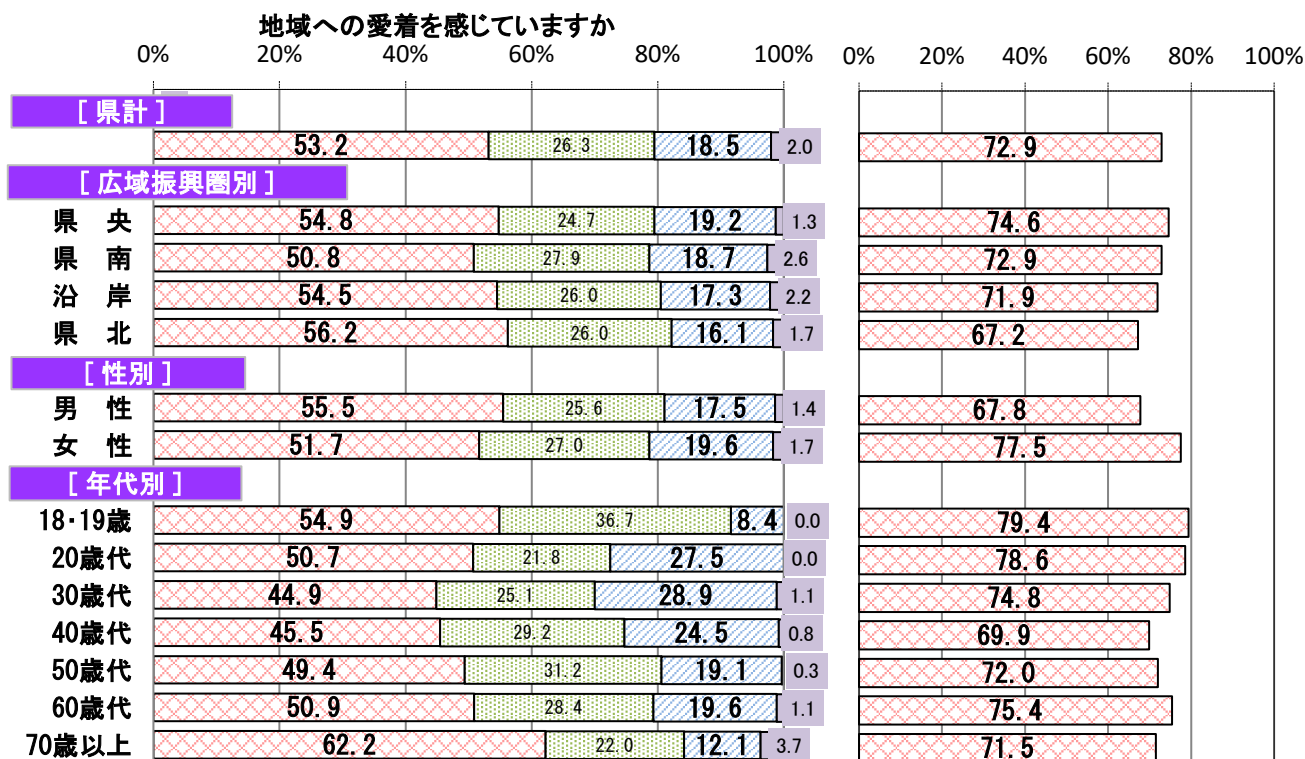 地域への愛着を感じていますか
0% 20% 40% 60% 80% 100% 0% 20% 40% 60% 80% 100%
[ 県計 ]
53.2 26.3 18.5 2.0 72.9
[ 広域振興圏別 ]
県 央 54.8 24.7 19.2 1.3 74.6
県 南 50.8 27.9 18.7 2.6 72.9
沿 岸 54.5 26.0 17.3 2.2 71.9
県 北 56.2 26.0 16.1 1.7 67.2
[ 性別 ]
男 性 55.5 25.6 17.5 1.4 67.8
女 性 51.7 27.0 19.6 1.7 77.5
[ 年代別 ]
18・19歳 54.9 36.7 8.4 0.0 79.4
20歳代 50.7 21.8 27.5 0.0 78.6
30歳代 44.9 25.1 28.9 1.1 74.8
40歳代 45.5 29.2 24.5 0.8 69.9
50歳代 49.4 31.2 19.1 0.3 72.0
60歳代 50.9 28.4 19.6 1.1 75.4
70歳以上 62.2 22.0 12.1 3.7 71.5